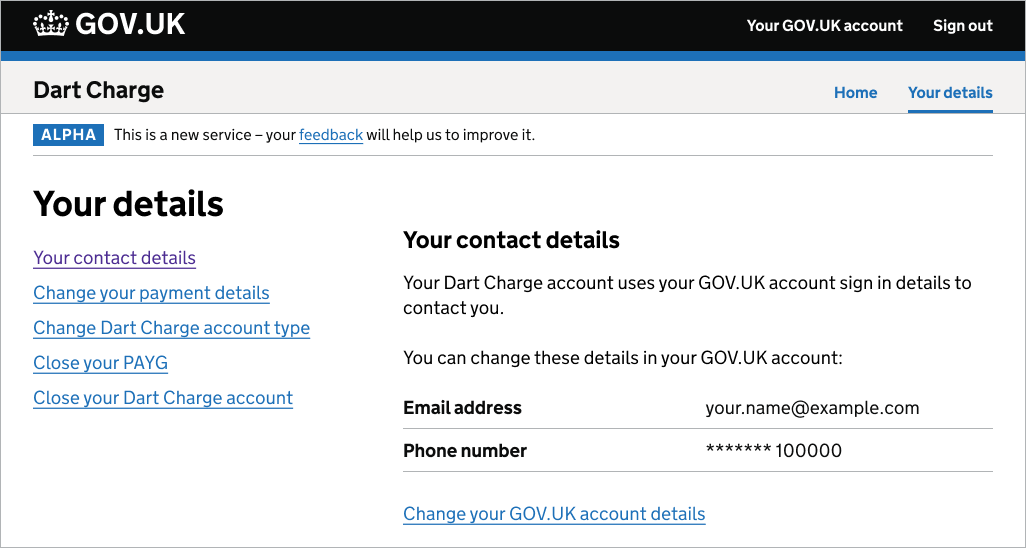 GOV.UK
Your GOV.UK account Sign out
Dart Charge
Home Your details
ALPHA This is a new service – your feedback will help us to improve it.
Your details
Your contact details
Change your payment details
Change Dart Charge account type
Close your PAYG
Close your Dart Charge account
Your contact details
Your Dart Charge account uses your GOV.UK account sign in details to
contact you.
You can change these details in your GOV.UK account:
Email address your.name@example.com
Phone number ******* 100000
Change your GOV.UK account details